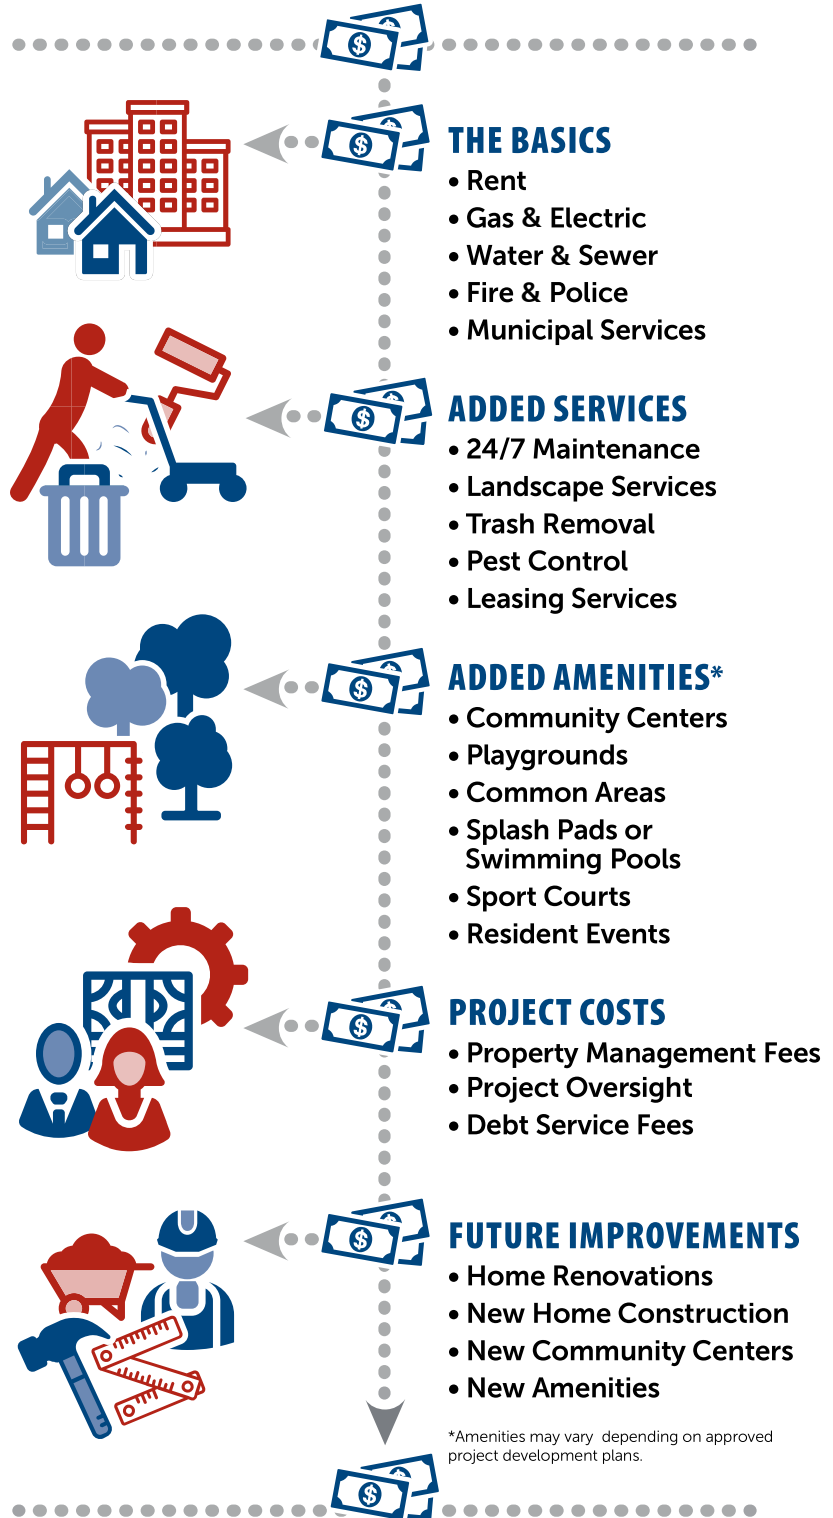 THE BASICS
• Rent
• Gas & Electric
• Water & Sewer
• Fire & Police
• Municipal Services
ADDED SERVICES
• 24/7 Maintenance
• Landscape Services
• Trash Removal
• Pest Control
• Leasing Services
ADDED AMENITIES*
• Community Centers
• Playgrounds
• Common Areas
• Splash Pads or
Swimming Pools
• Sport Courts
• Resident Events
PROJECT COSTS
• Property Management Fees
• Project Oversight
• Debt Service Fees
FUTURE IMPROVEMENTS
• Home Renovations
• New Home Construction
• New Community Centers
• New Amenities
*Amenities may vary depending on approved
project development plans.